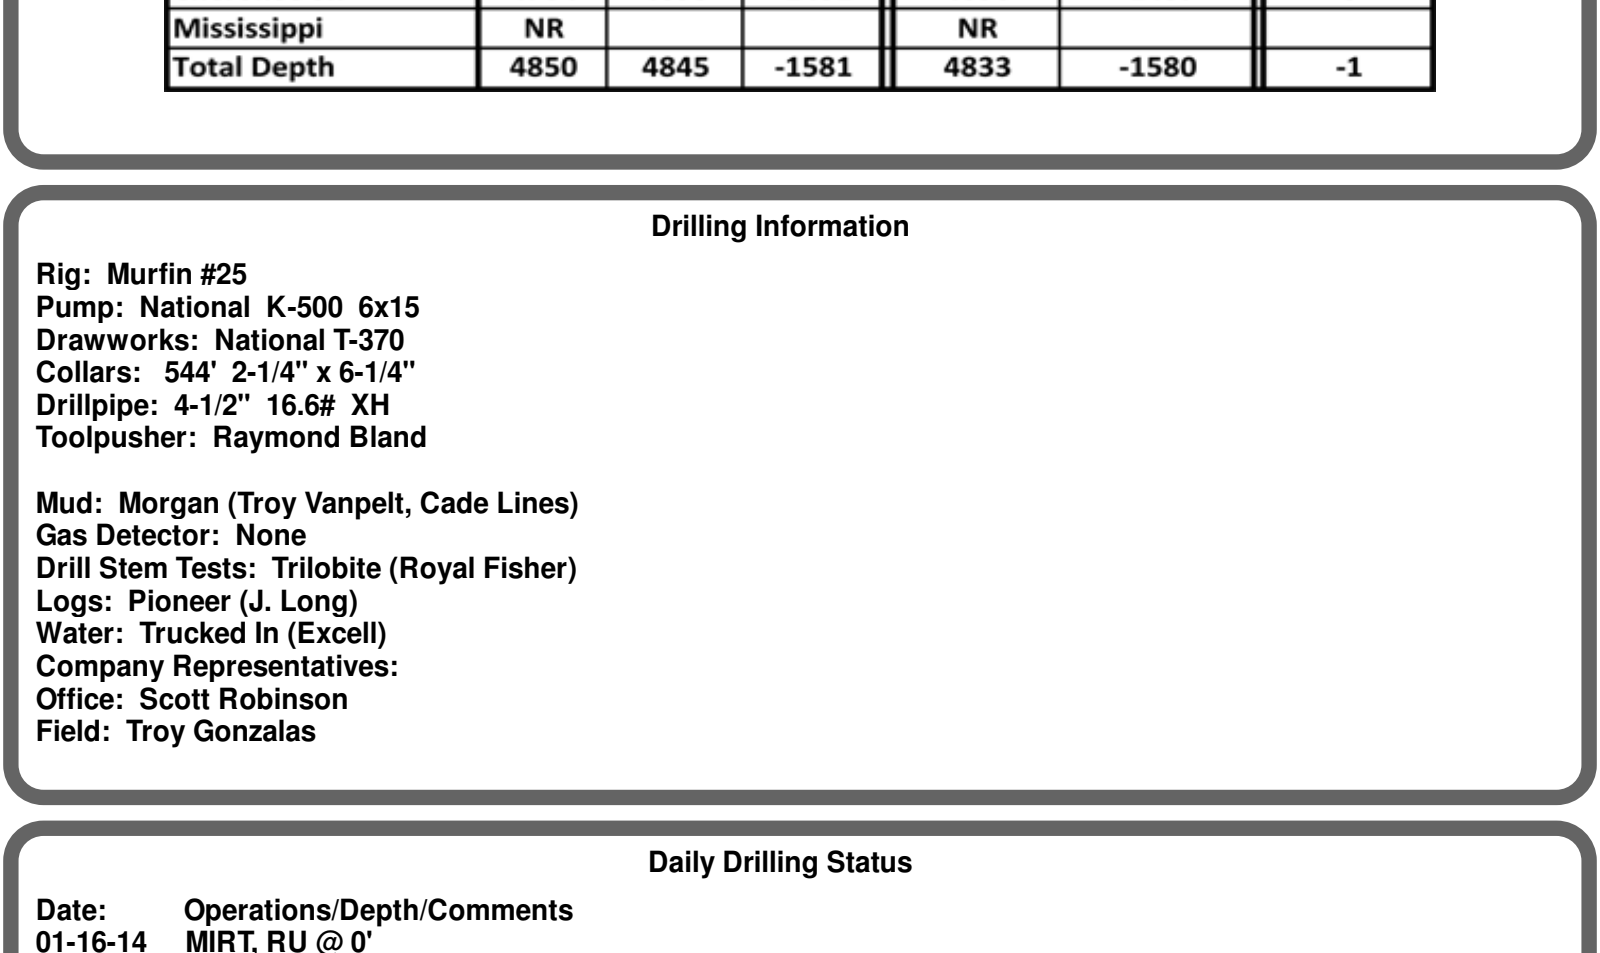 Mississippi NR NR
Total Depth 4850 4845 -1581 4833 -1580 -1
Drilling Information
Rig: Murfin #25
Pump: National K-500 6x15
Drawworks: National T-370
Collars: 544' 2-1/4" x 6-1/4"
Drillpipe: 4-1/2" 16.6# XH
Toolpusher: Raymond Bland
Mud: Morgan (Troy Vanpelt, Cade Lines)
Gas Detector: None
Drill Stem Tests: Trilobite (Royal Fisher)
Logs: Pioneer (J. Long)
Water: Trucked In (Excell)
Company Representatives:
Office: Scott Robinson
Field: Troy Gonzalas
Daily Drilling Status
Date: Operations/Depth/Comments
01-16-14 MIRT, RU @ 0'